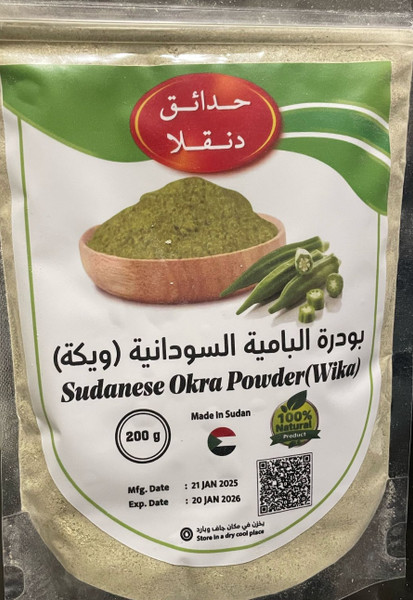 حدائق
دنقلا
بودرة البامية السودانية (ويكة)
Sudanese Okra Powder(Wika)
200 g
Made In Sudan
100%
Natural
Product
Mfg. Date : 21 JAN 2025
Exp. Date : 20 JAN 2026
يخزن في مكان جاف وبارد
Store in a dry cool place